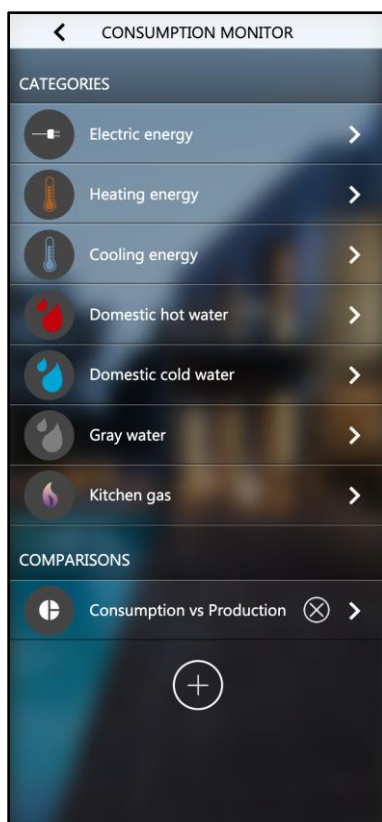 CONSUMPTION MONITOR
CATEGORIES
Electric energy
Heating energy
Cooling energy
Domestic hot water
Domestic cold water
Gray water
Kitchen gas
COMPARISONS
Consumption vs Production